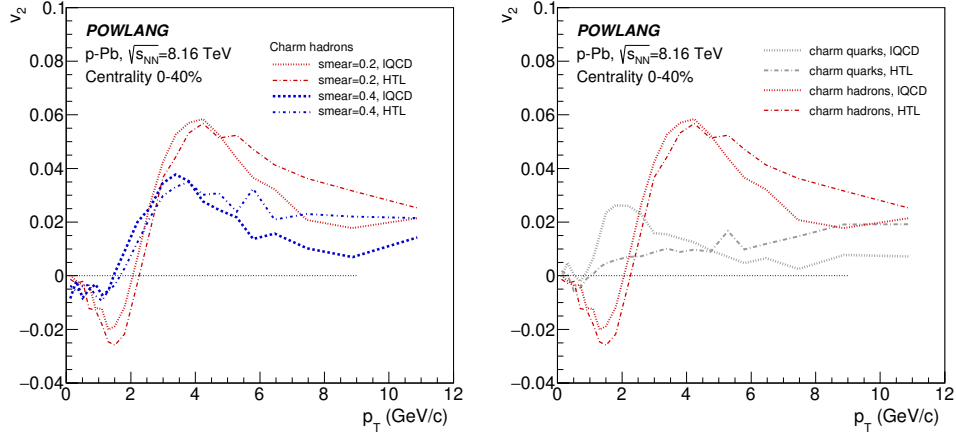 v2
0.1
0.08
0.06
0.04
0.02
0
−0.02
−0.04
POWLANG
p-Pb, √sNN=8.16 TeV
Centrality 0-40%
Charm hadrons
smear=0.2, lQCD
smear=0.2, HTL
smear=0.4, lQCD
smear=0.4, HTL
0 2 4 6 8 10 12
pT (GeV/c)
v2
0.1
0.08
0.06
0.04
0.02
0
−0.02
−0.04
POWLANG
p-Pb, √sNN=8.16 TeV
Centrality 0-40%
charm quarks, lQCD
charm quarks, HTL
charm hadrons, lQCD
charm hadrons, HTL
0 2 4 6 8 10 12
pT (GeV/c)